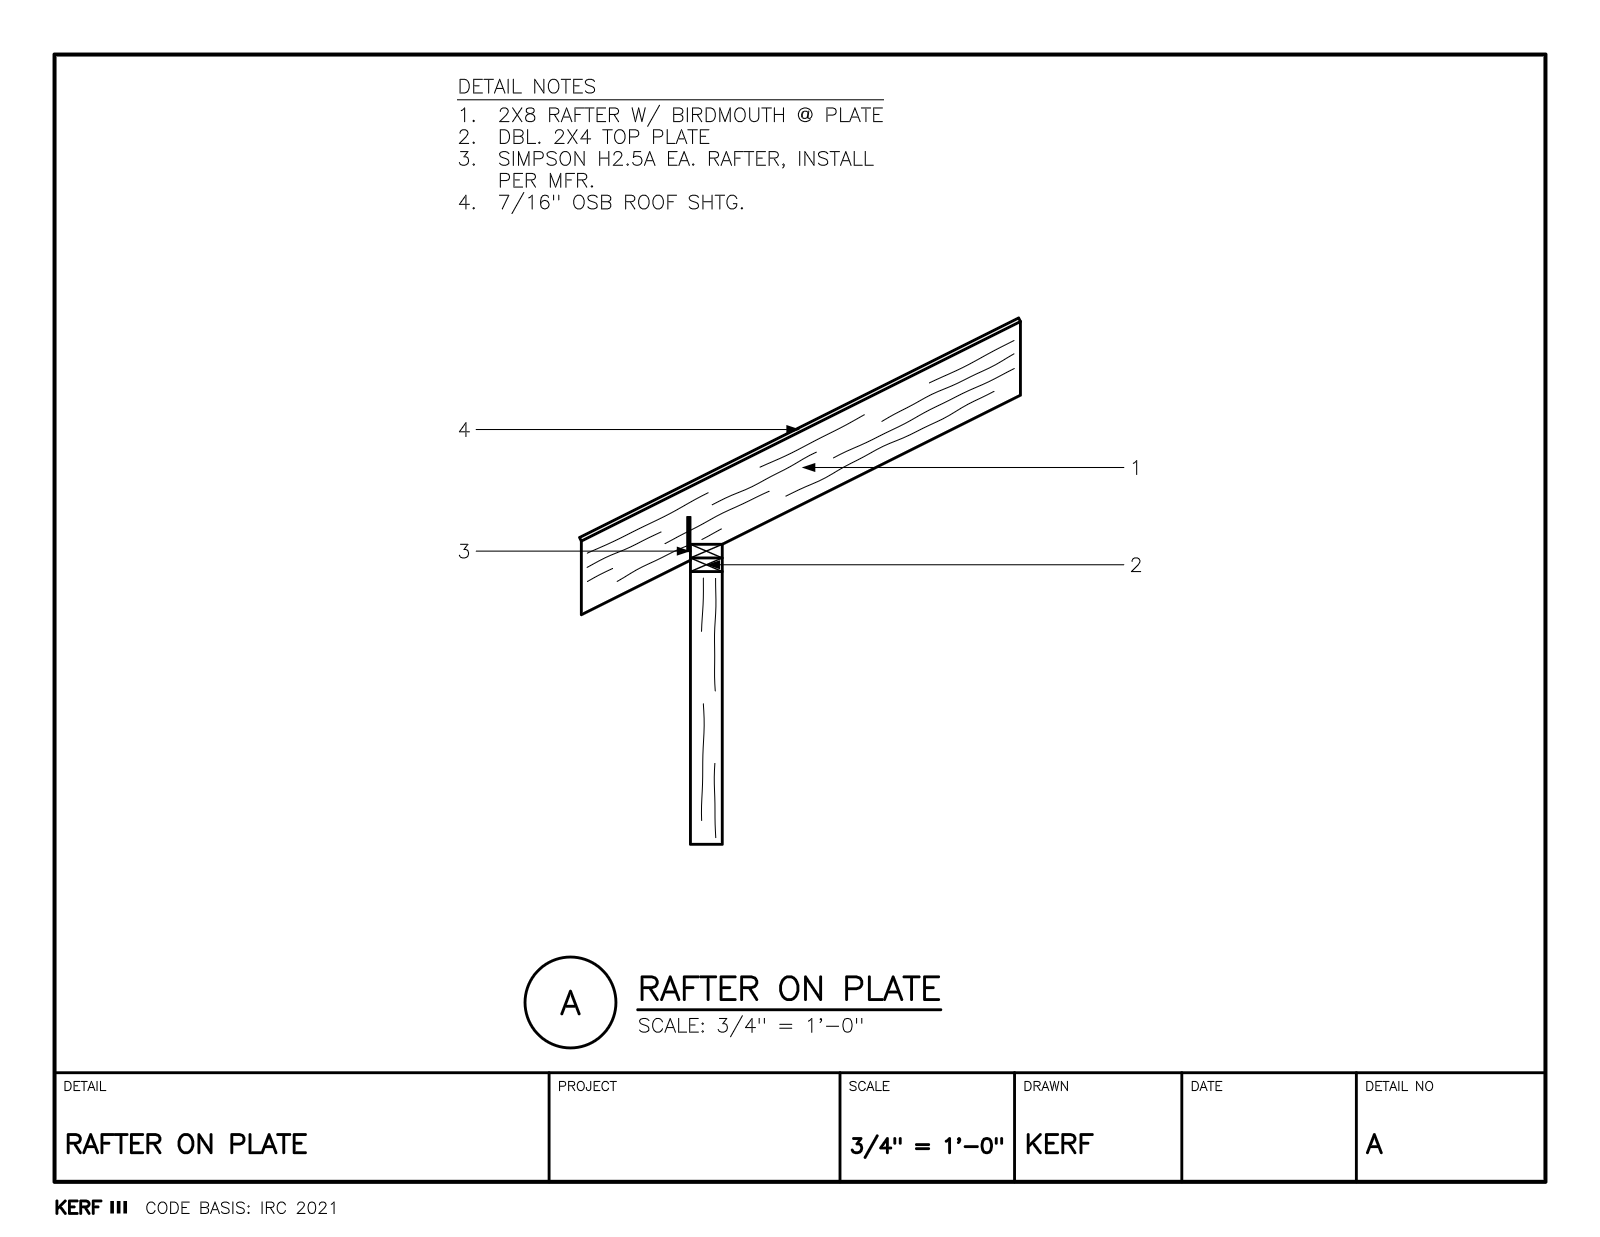 DETAIL NOTES
1. 2X8 RAFTER W/ BIRDMOUTH @ PLATE
2. DBL. 2X4 TOP PLATE
3. SIMPSON H2.5A EA. RAFTER, INSTALL
PER MFR.
4. 7/16" OSB ROOF SHTG.
4
1
3
2
A
RAFTER ON PLATE
SCALE: 3/4" = 1'-0"
DETAIL
RAFTER ON PLATE
PROJECT
SCALE
3/4" = 1'-0"
DRAWN
KERF
DATE
DETAIL NO
A
KERF III CODE BASIS: IRC 2021